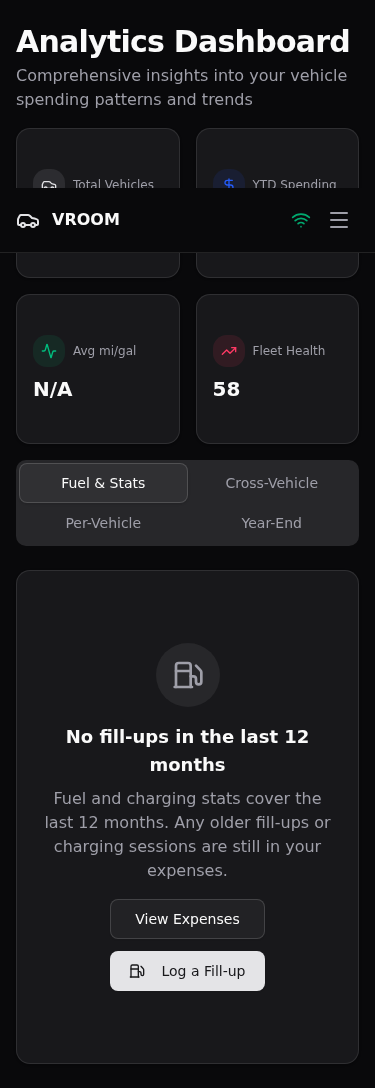 Analytics Dashboard
Comprehensive insights into your vehicle
spending patterns and trends
Total Vehicles
YTD Spending
VROOM
Avg mi/gal
N/A
Fleet Health
58
Fuel & Stats
Cross-Vehicle
Per-Vehicle
Year-End
No fill-ups in the last 12
months
Fuel and charging stats cover the
last 12 months. Any older fill-ups or
charging sessions are still in your
expenses.
View Expenses
Log a Fill-up